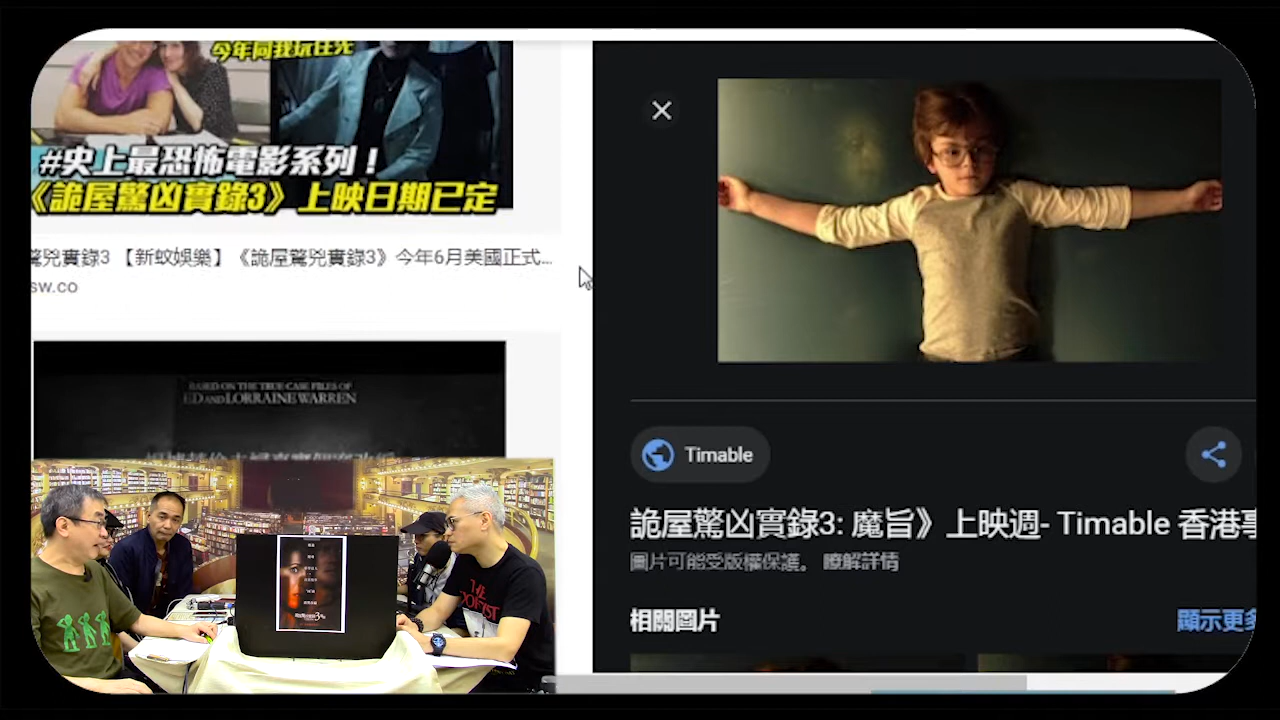 今年同我玩住先
#史上最恐怖電影系列！
《詭屋驚凶實錄3》上映日期已定
驚兇實錄3 【新蚊娛樂】《詭屋驚兇實錄3》今年6月美國正式...
sw.co
BASED ON THE TRUE CASE FILES OF
ED AND LORRAINE WARREN
Timable
詭屋驚凶實錄3: 魔旨》上映週- Timable 香港事
圖片可能受版權保護。 瞭解詳情
相關圖片
顯示更多
THE